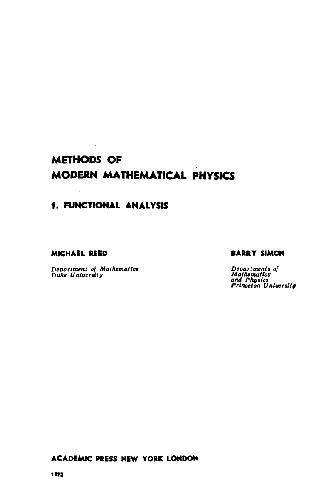 METHODS OF
MODERN MATHEMATICAL PHYSICS
1. FUNCTIONAL ANALYSIS
MICHAEL REED
BARRY SIMON
Department of Mathematics
Duke University
Departments of
Mathematics
and Physics
Princeton University
ACADEMIC PRESS NEW YORK LONDON